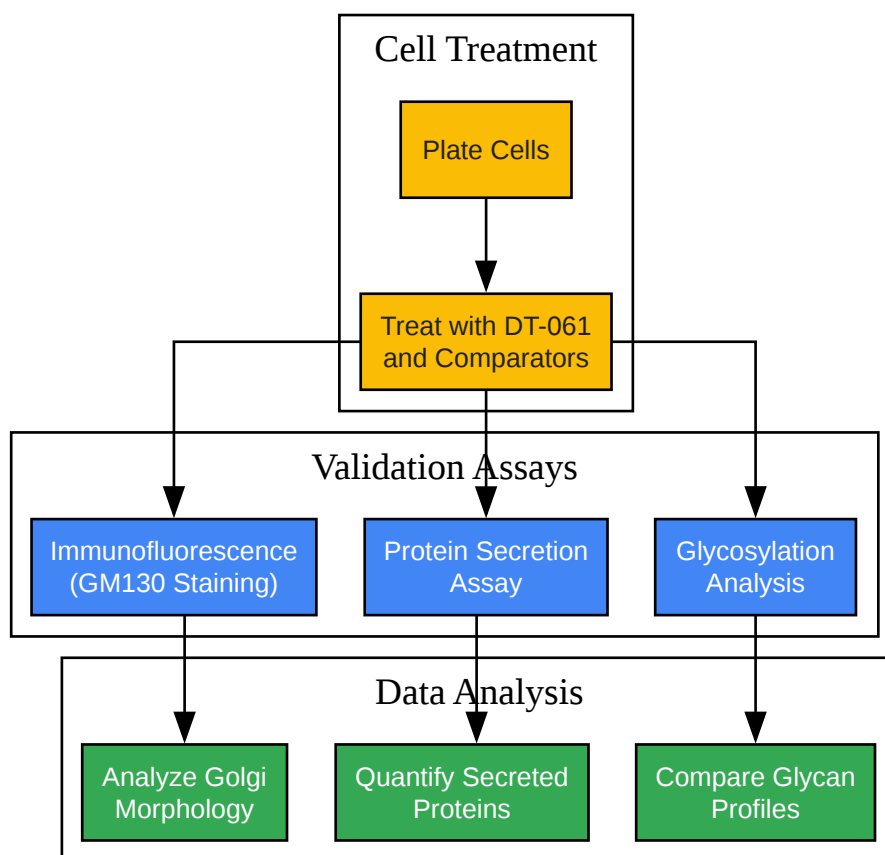 Cell Treatment
Plate Cells
Treat with DT-061
and Comparators
Validation Assays
Immunofluorescence
(GM130 Staining)
Protein Secretion
Assay
Glycosylation
Analysis
Data Analysis
Analyze Golgi
Morphology
Quantify Secreted
Proteins
Compare Glycan
Profiles